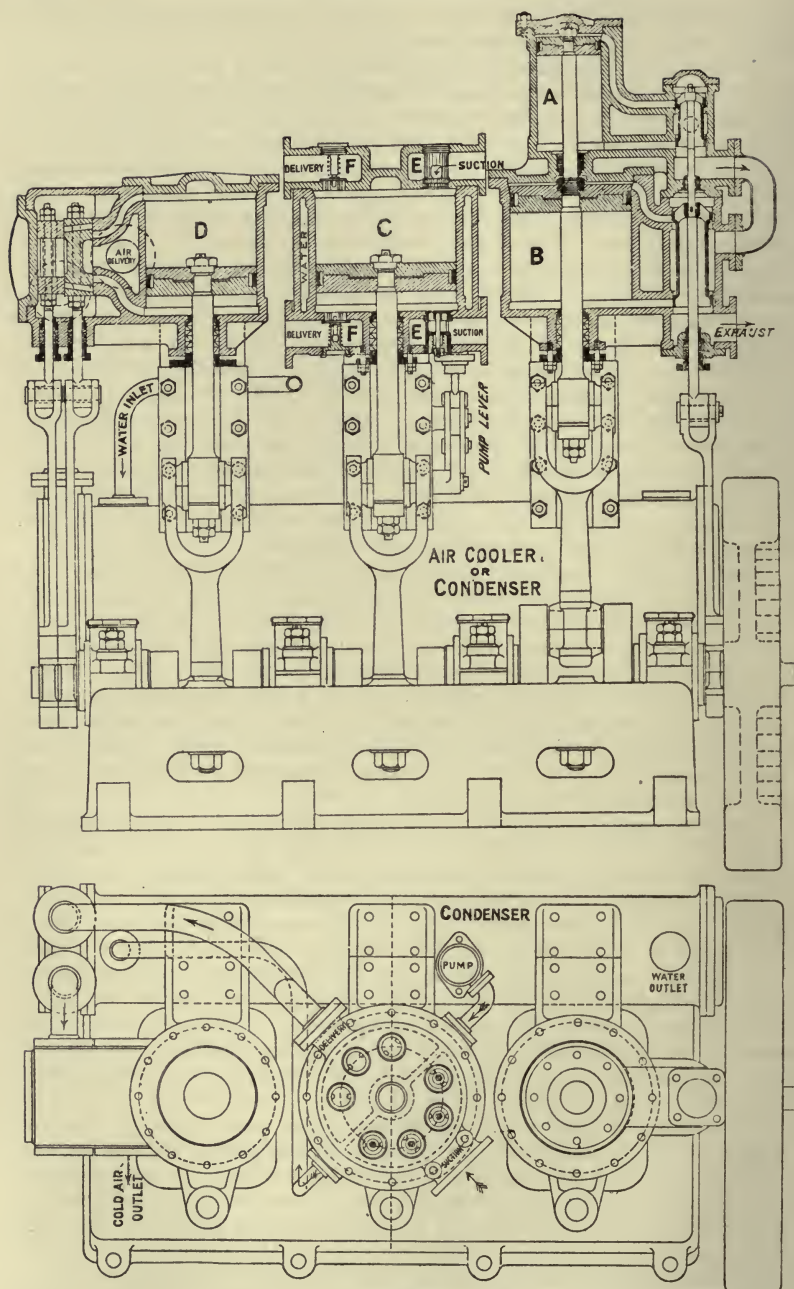 A
DELIVERY F
E SUCTION
D
AIR
DELIVERY
WATER
C
B
DELIVERY F
E SUCTION
EXHAUST
WATER INLET
PUMP LEVER
AIR COOLER.
OR
CONDENSER
CONDENSER
PUMP
WATER
OUTLET
DELIVERY
SUCTION
COLD AIR.
OUTLET